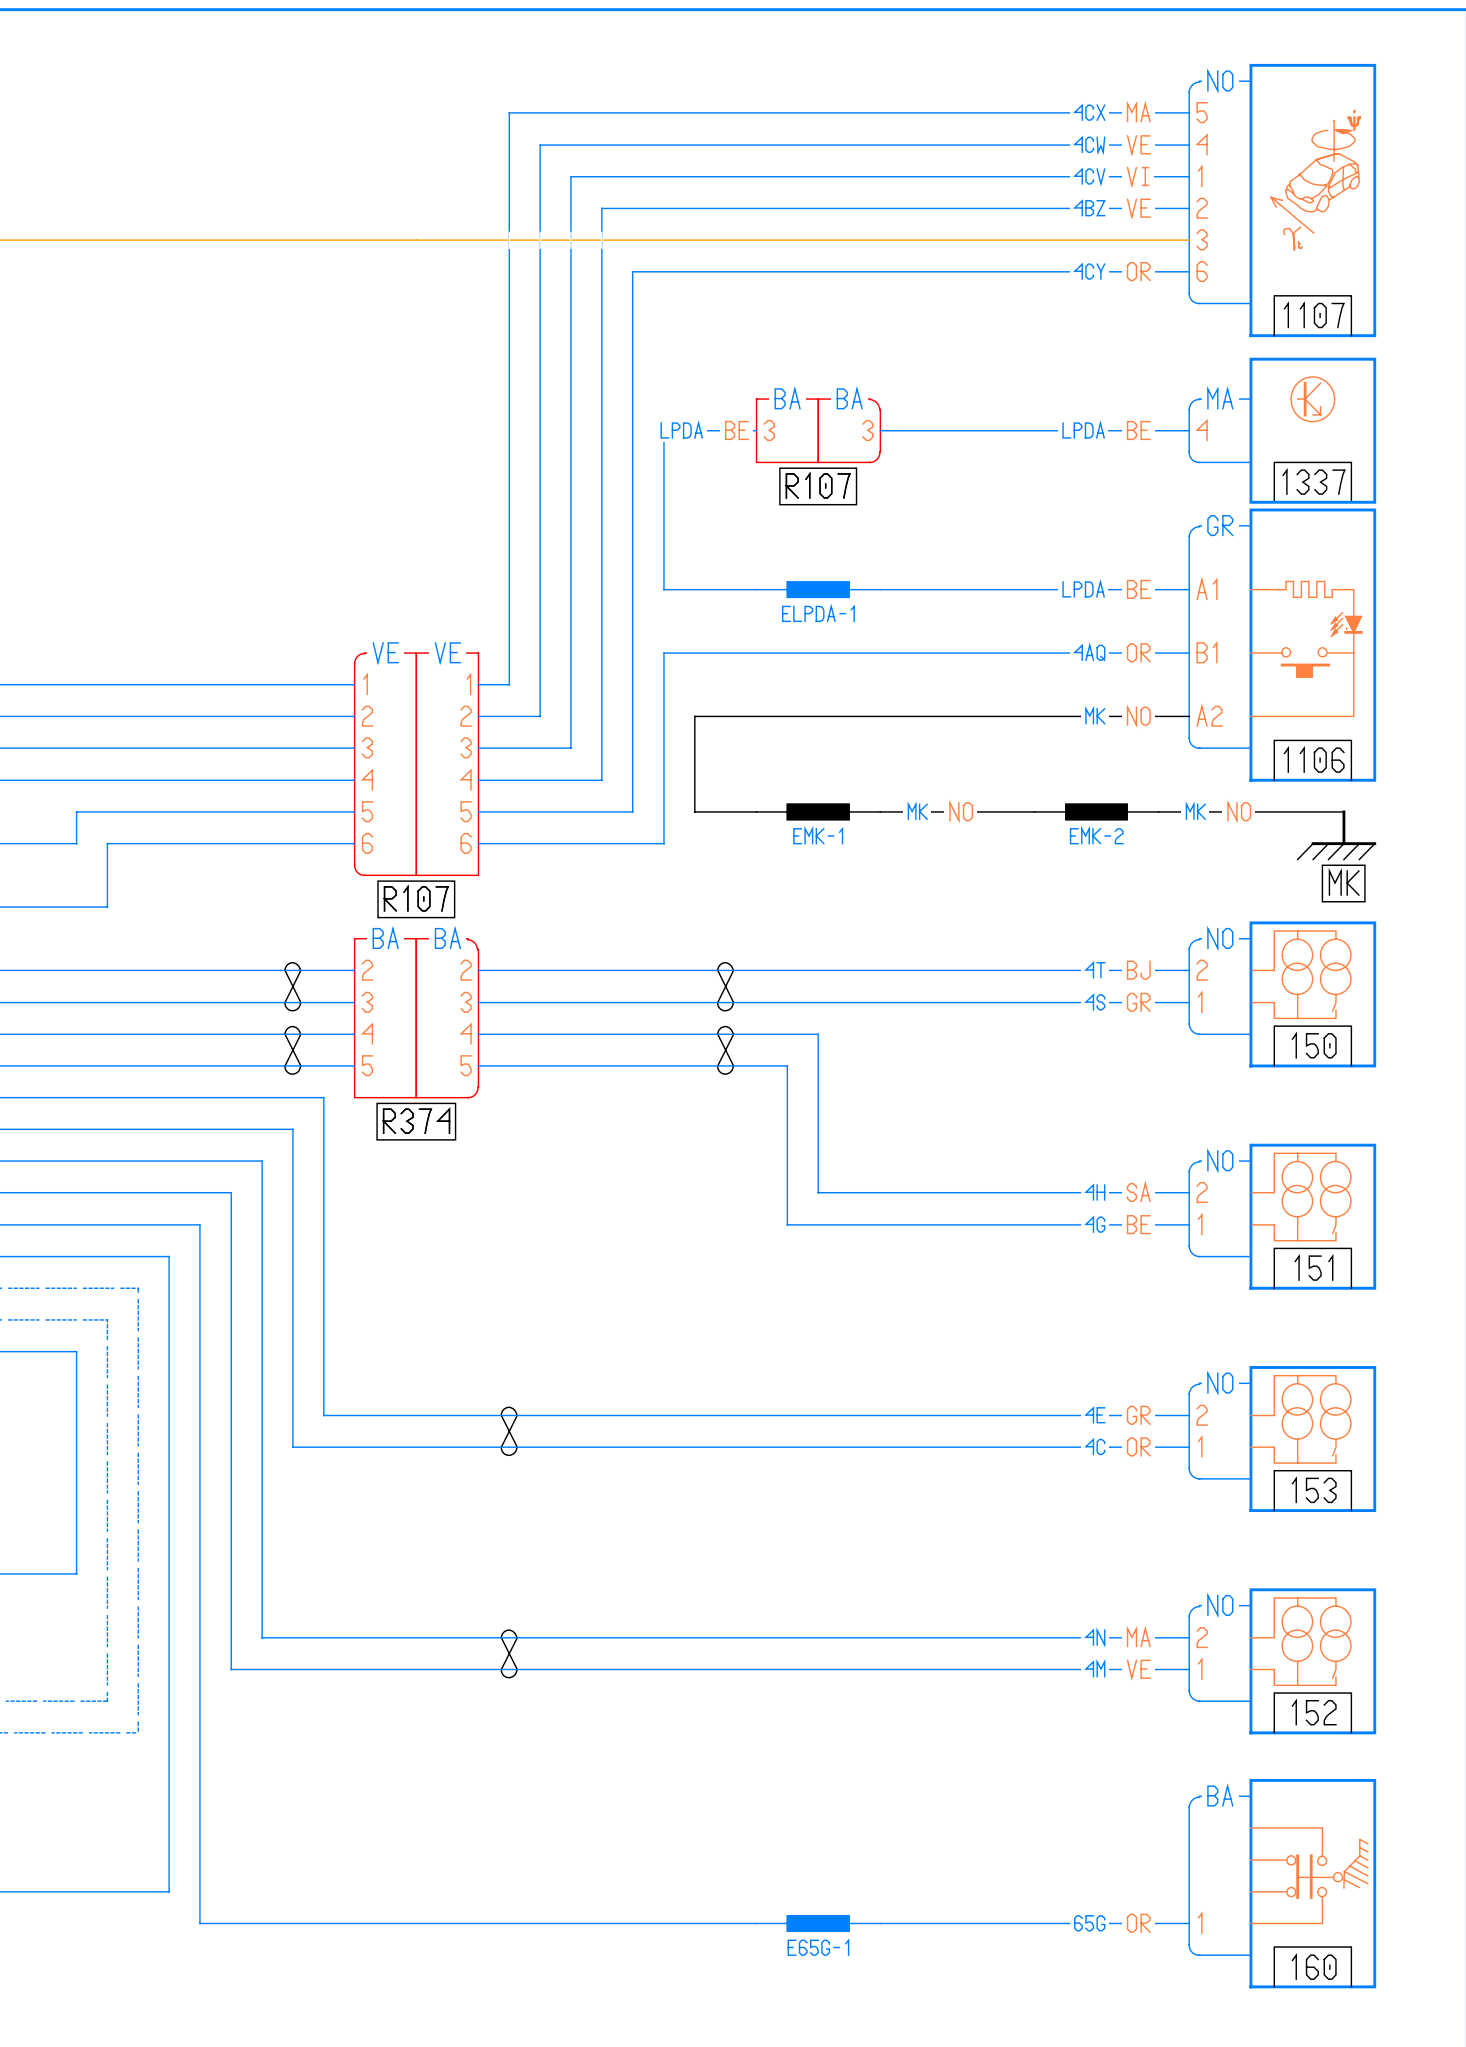 NO
4CX MA 5
4CW VE 4
4CV VI 1
4BZ VE 2
3
4CY OR 6
1107
BA BA MA
LPDA BE 3 3 LPDA BE 4
R107 1337
GR
LPDA BE A1
ELPDA-1
VE VE 4AQ OR B1
1 1
2 2 MK NO A2
3 3 1106
4 4
5 5 MK NO MK NO
6 6 EMK-1 EMK-2
R107 MK
BA BA NO
2 2 4T BJ 2
3 3 4S GR 1
4 4 150
5 5
R374
NO
4H SA 2
4G BE 1
151
NO
4E GR 2
4C OR 1
153
NO
4N MA 2
4M VE 1
152
BA
65G OR 1
E65G-1
160